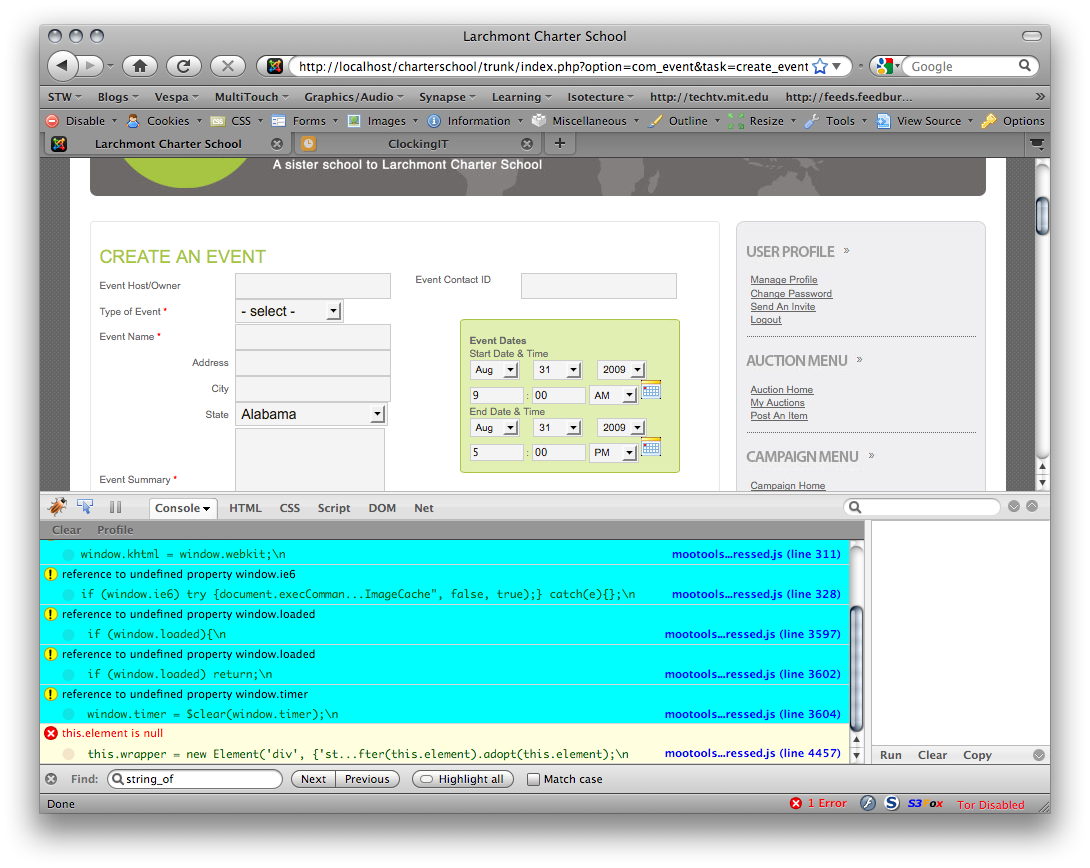 Larchmont Charter School
http://localhost/charterschool/trunk/index.php?option=com_event&task=create_event
Google
STW Blogs Vespa MultiTouch Graphics/Audio Synapse Learning Isotecture http://techtv.mit.edu http://feeds.feedbur... »
Disable Cookies CSS Forms Images Information Miscellaneous Outline Resize Tools View Source Options
Larchmont Charter School ClockingIT +
A sister school to Larchmont Charter School
CREATE AN EVENT
Event Host/Owner
Event Contact ID
Type of Event * - select -
Event Name *
Address
City
State Alabama
Event Summary *
Event Dates
Start Date & Time
Aug 31 2009
9 : 00 AM
End Date & Time
Aug 31 2009
5 : 00 PM
USER PROFILE »
Manage Profile
Change Password
Send An Invite
Logout
AUCTION MENU »
Auction Home
My Auctions
Post An Item
CAMPAIGN MENU »
Campaign Home
Console HTML CSS Script DOM Net
Clear Profile
window.khtml = window.webkit;\n mootools...ressed.js (line 311)
reference to undefined property window.ie6
if (window.ie6) try {document.execComman...ImageCache", false, true);} catch(e){};\n mootools...ressed.js (line 328)
reference to undefined property window.loaded
if (window.loaded){\n mootools...ressed.js (line 3597)
reference to undefined property window.loaded
if (window.loaded) return;\n mootools...ressed.js (line 3602)
reference to undefined property window.timer
window.timer = $clear(window.timer);\n mootools...ressed.js (line 3604)
this.element is null
this.wrapper = new Element('div', {'st...fter(this.element).adopt(this.element);\n mootools...ressed.js (line 4457)
Run Clear Copy
Find: string_of Next Previous Highlight all Match case
Done
1 Error S S3Fox Tor Disabled